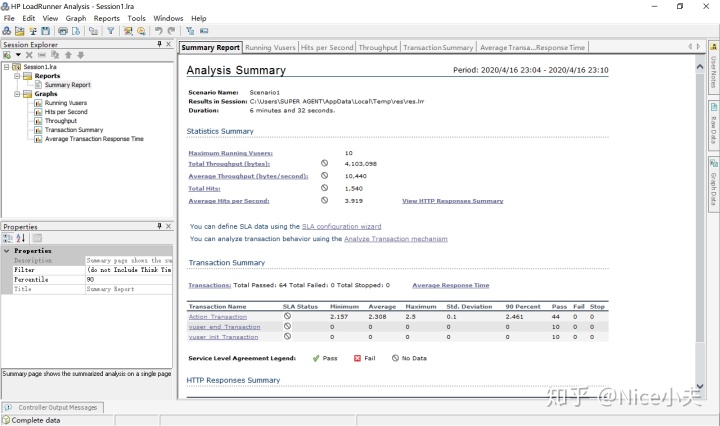 HP LoadRunner Analysis - Session1.lra
File Edit View Graph Reports Tools Windows Help
Session Explorer
Session1.lra
Reports
Summary Report
Graphs
Running Vusers
Hits per Second
Throughput
Transaction Summary
Average Transaction Response Time
Properties
Properties
Description Summary page shows the su
Filter (do not Include Think Tim
Percentile 90
Title Summary Report
Summary page shows the summarized analysis on a single page
Summary Report Running Vusers Hits per Second Throughput TransactionSummary Average Transa...Response Time
Analysis Summary Period: 2020/4/16 23:04 - 2020/4/16 23:10
Scenario Name: Scenario1
Results in Session: C:\Users\SUPER AGENT\AppData\Local\Temp\res\res.lrr
Duration: 6 minutes and 32 seconds.
Statistics Summary
Maximum Running Vusers: 10
Total Throughput (bytes): 4,103,098
Average Throughput (bytes/second): 10,440
Total Hits: 1,540
Average Hits per Second: 3.919 View HTTP Responses Summary
You can define SLA data using the SLA configuration wizard
You can analyze transaction behavior using the Analyze Transaction mechanism
Transaction Summary
Transactions: Total Passed: 64 Total Failed: 0 Total Stopped: 0 Average Response Time
Transaction Name SLA Status Minimum Average Maximum Std. Deviation 90 Percent Pass Fail Stop
Action_Transaction 2.157 2.308 2.5 0.1 2.461 44 0 0
vuser_end_Transaction 0 0 0 0 0 10 0 0
vuser_init_Transaction 0 0 0 0 0 10 0 0
Service Level Agreement Legend: Pass Fail No Data
HTTP Responses Summary
User Notes
Raw Data
Graph Data
Controller Output Messages
Complete data
知乎 @Nice小夫